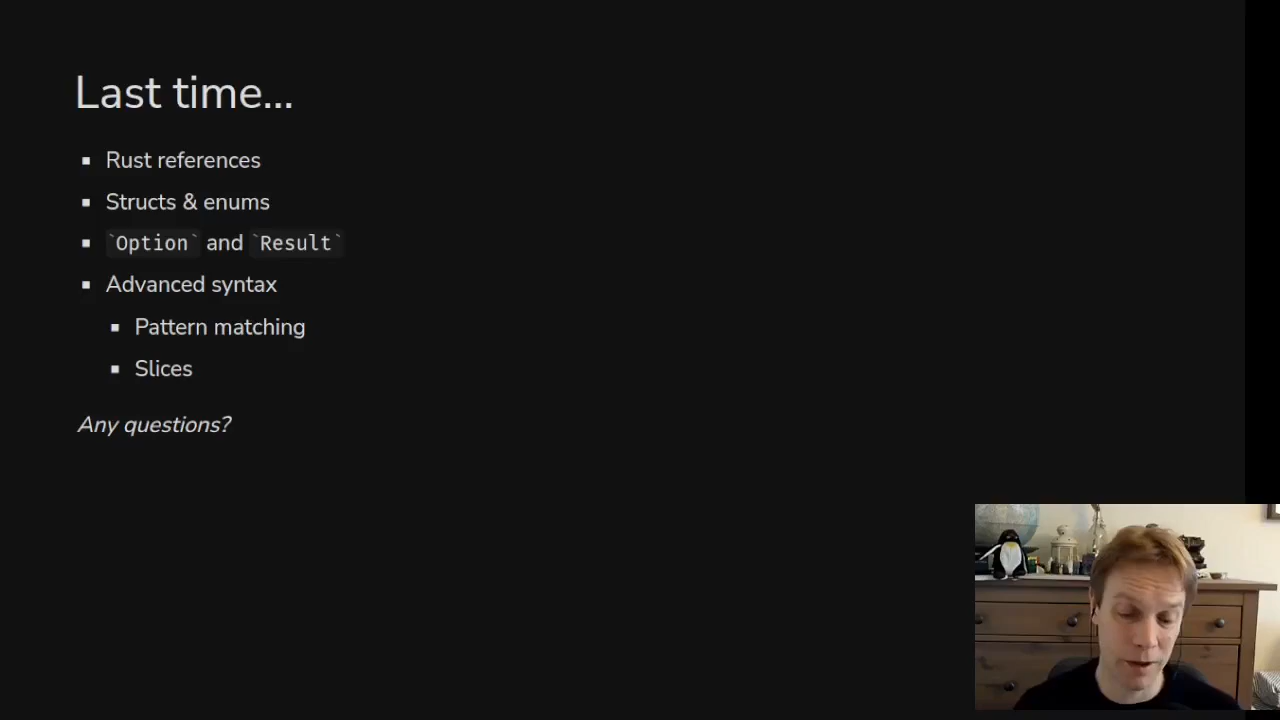 Last time...
Rust references
Structs & enums
`Option` and `Result`
Advanced syntax
Pattern matching
Slices
Any questions?